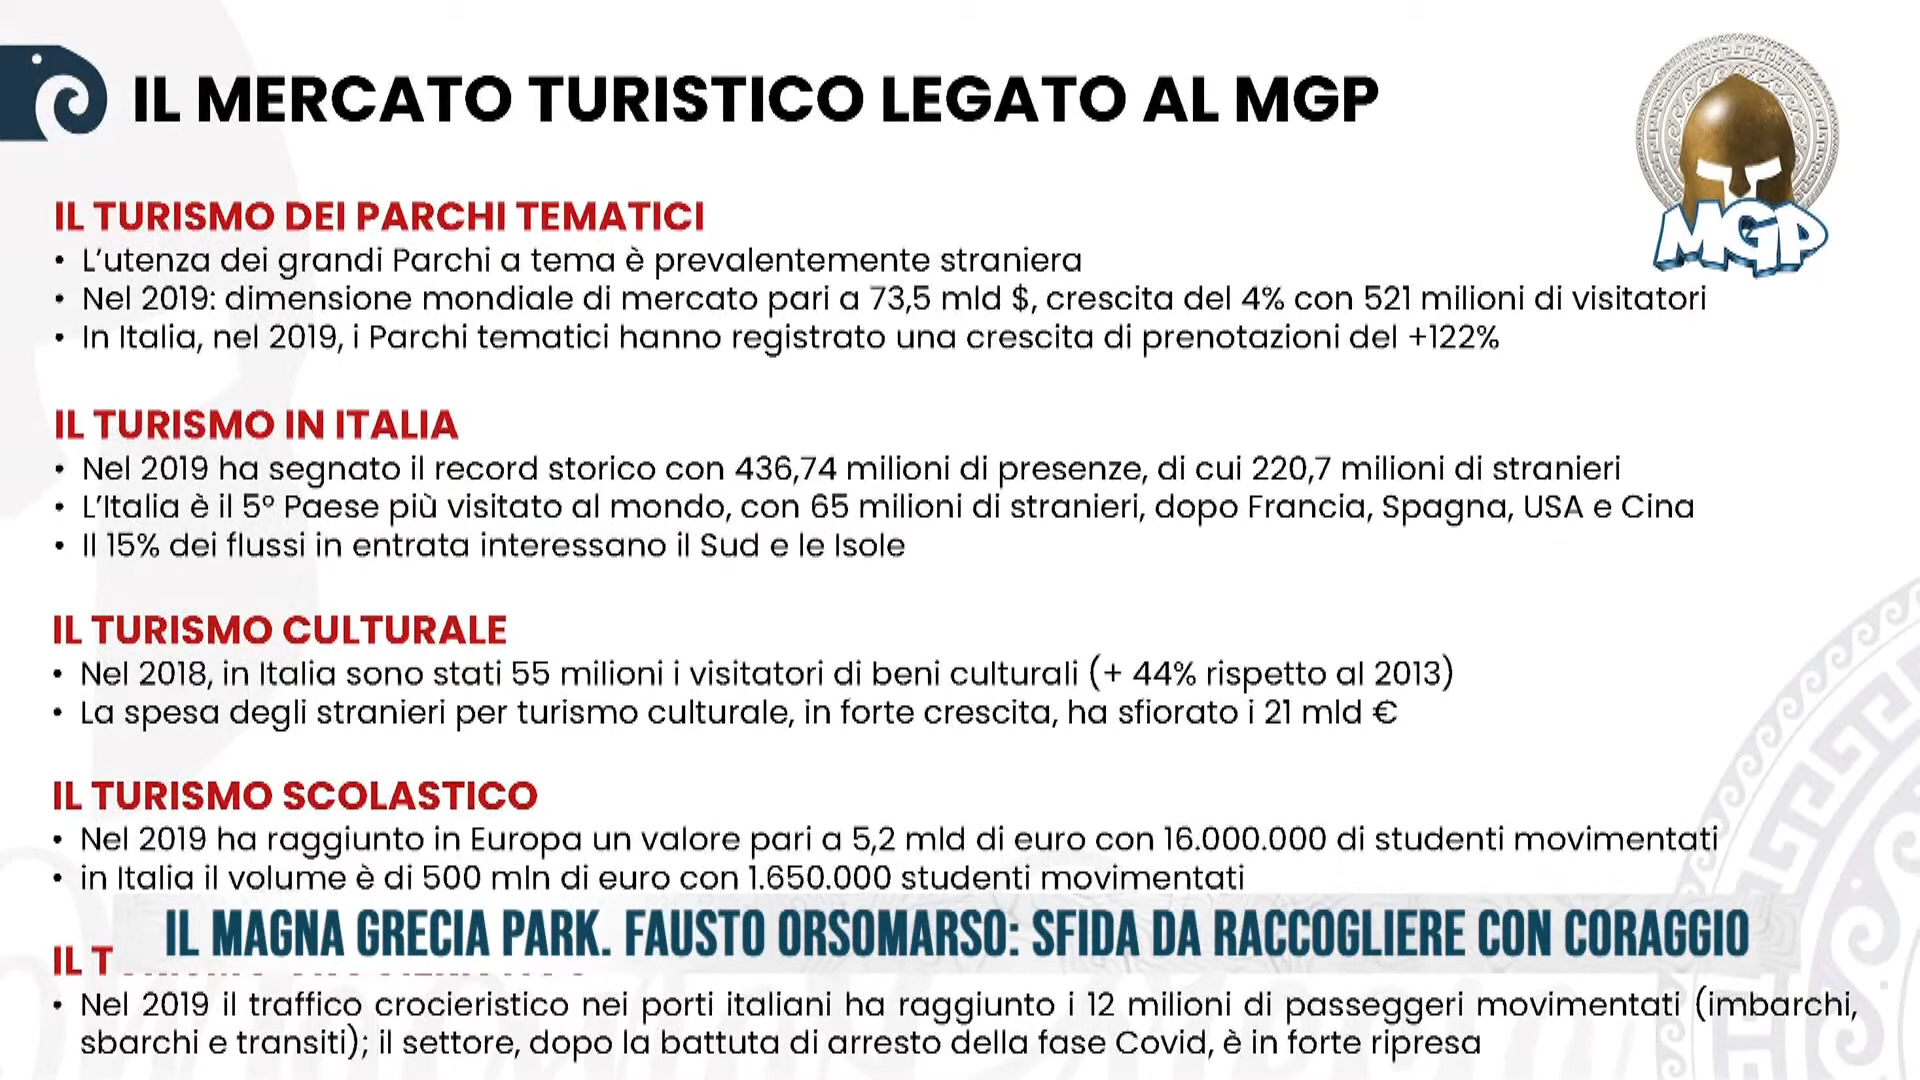 IL MERCATO TURISTICO LEGATO AL MGP
MGP
IL TURISMO DEI PARCHI TEMATICI
• L'utenza dei grandi Parchi a tema è prevalentemente straniera
• Nel 2019: dimensione mondiale di mercato pari a 73,5 mld $, crescita del 4% con 521 milioni di visitatori
• In Italia, nel 2019, i Parchi tematici hanno registrato una crescita di prenotazioni del +122%
IL TURISMO IN ITALIA
• Nel 2019 ha segnato il record storico con 436,74 milioni di presenze, di cui 220,7 milioni di stranieri
• L'Italia è il 5° Paese più visitato al mondo, con 65 milioni di stranieri, dopo Francia, Spagna, USA e Cina
• Il 15% dei flussi in entrata interessano il Sud e le Isole
IL TURISMO CULTURALE
• Nel 2018, in Italia sono stati 55 milioni i visitatori di beni culturali (+ 44% rispetto al 2013)
• La spesa degli stranieri per turismo culturale, in forte crescita, ha sfiorato i 21 mld €
IL TURISMO SCOLASTICO
• Nel 2019 ha raggiunto in Europa un valore pari a 5,2 mld di euro con 16.000.000 di studenti movimentati
• in Italia il volume è di 500 mln di euro con 1.650.000 studenti movimentati
IL MAGNA GRECIA PARK. FAUSTO ORSOMARSO: SFIDA DA RACCOGLIERE CON CORAGGIO
IL
• Nel 2019 il traffico crocieristico nei porti italiani ha raggiunto i 12 milioni di passeggeri movimentati (imbarchi,
sbarchi e transiti); il settore, dopo la battuta di arresto della fase Covid, è in forte ripresa